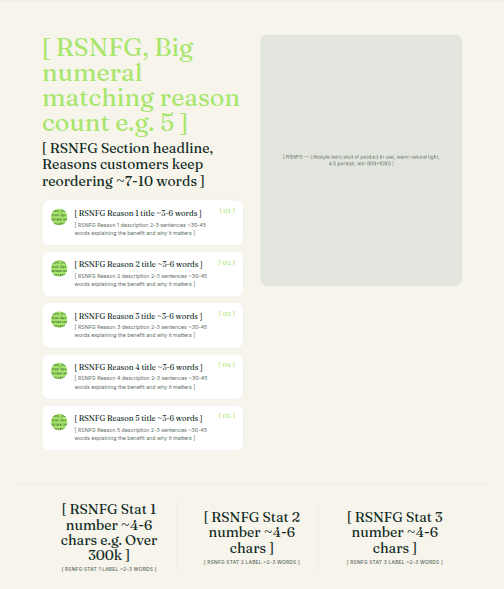 [ RSNFG, Big
numeral
matching reason
count e.g. 5 ]
[ RSNFG Section headline,
Reasons customers keep
reordering ~7-10 words ]
[ RSNFG Reason 1 title ~3-6 words ]
[ 01 ]
[ RSNFG Reason 1 description 2-3 sentences ~30-45
words explaining the benefit and why it matters ]
[ RSNFG Reason 2 title ~3-6 words ]
[ 02 ]
[ RSNFG Reason 2 description 2-3 sentences ~30-45
words explaining the benefit and why it matters ]
[ RSNFG Reason 3 title ~3-6 words ]
[ 03 ]
[ RSNFG Reason 3 description 2-3 sentences ~30-45
words explaining the benefit and why it matters ]
[ RSNFG Reason 4 title ~3-6 words ]
[ 04 ]
[ RSNFG Reason 4 description 2-3 sentences ~30-45
words explaining the benefit and why it matters ]
[ RSNFG Reason 5 title ~3-6 words ]
[ 05 ]
[ RSNFG Reason 5 description 2-3 sentences ~30-45
words explaining the benefit and why it matters ]
[ RSNFG — Lifestyle hero shot of product in use, warm natural light,
4:5 portrait, min 800×1000 ]
[ RSNFG Stat 1
number ~4-6
chars e.g. Over
300k ]
[ RSNFG STAT 1 LABEL ~2-3 WORDS ]
[ RSNFG Stat 2
number ~4-6
chars ]
[ RSNFG STAT 2 LABEL ~2-3 WORDS ]
[ RSNFG Stat 3
number ~4-6
chars ]
[ RSNFG STAT 3 LABEL ~2-3 WORDS ]